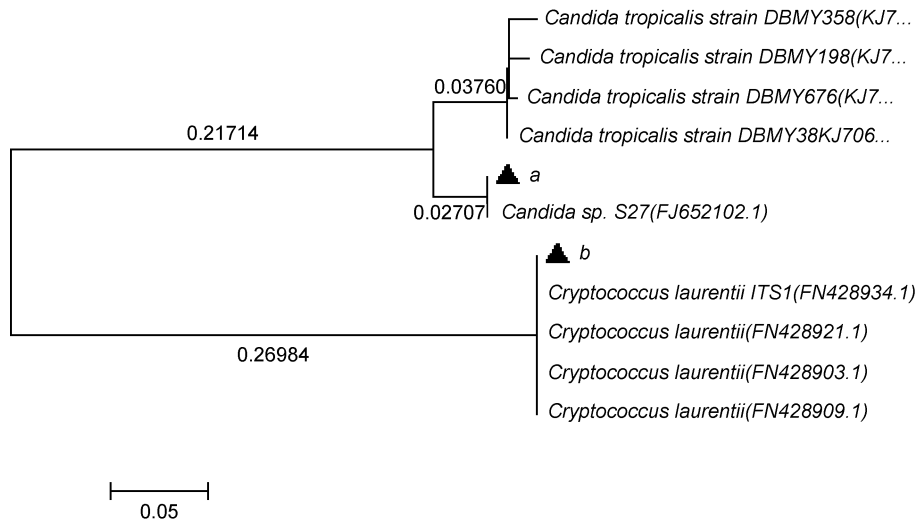 Candida tropicalis strain DBMY358(KJ7...
Candida tropicalis strain DBMY198(KJ7...
0.03760
Candida tropicalis strain DBMY676(KJ7...
0.21714
Candida tropicalis strain DBMY38KJ706...
a
0.02707
Candida sp. S27(FJ652102.1)
b
Cryptococcus laurentii ITS1(FN428934.1)
Cryptococcus laurentii(FN428921.1)
0.26984
Cryptococcus laurentii(FN428903.1)
Cryptococcus laurentii(FN428909.1)
0.05